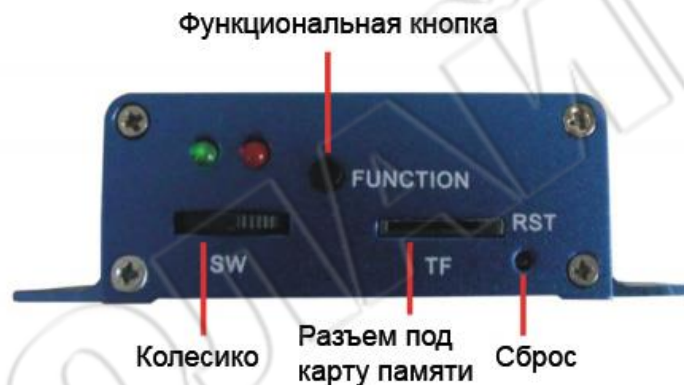 Функциональная кнопка
FUNCTION
RST
SW
TF
Колесико
Разъем под
карту памяти
Сброс